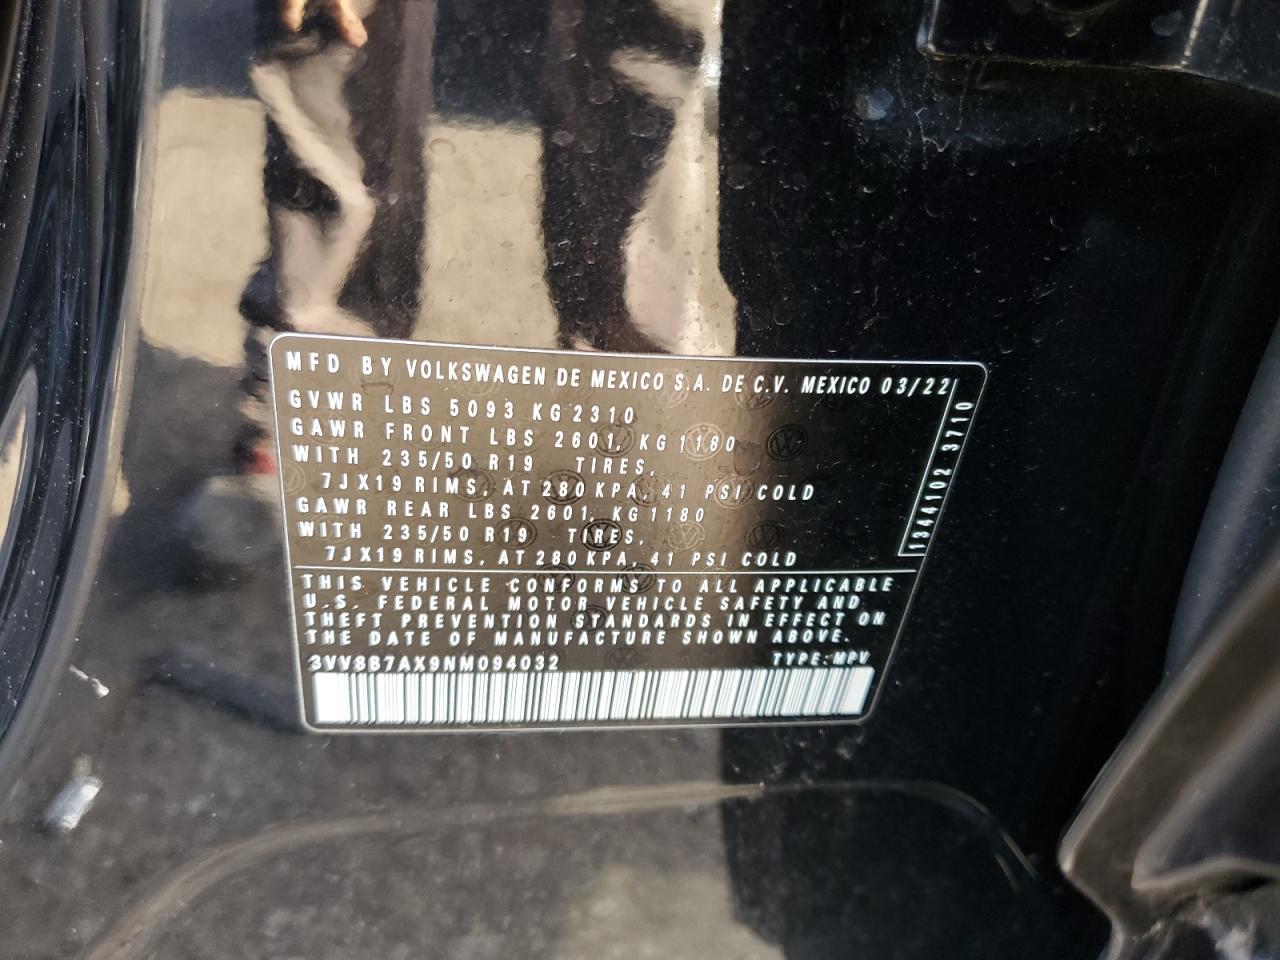 MFD BY VOLKSWAGEN DE MEXICO S.A. DE C.V. MEXICO 03/22
GVWR LBS 5093 KG 2310
GAWR FRONT LBS 2601, KG 1180
WITH 235/50 R19 TIRES,
7JX19 RIMS, AT 280 KPA, 41 PSI COLD
GAWR REAR LBS 2601, KG 1180
WITH 235/50 R19 TIRES,
7JX19 RIMS, AT 280 KPA, 41 PSI COLD
1344102 3710
THIS VEHICLE CONFORMS TO ALL APPLICABLE
U.S. FEDERAL MOTOR VEHICLE SAFETY AND
THEFT PREVENTION STANDARDS IN EFFECT ON
THE DATE OF MANUFACTURE SHOWN ABOVE.
3VV8B7AX9NM094032 TYPE: MPV